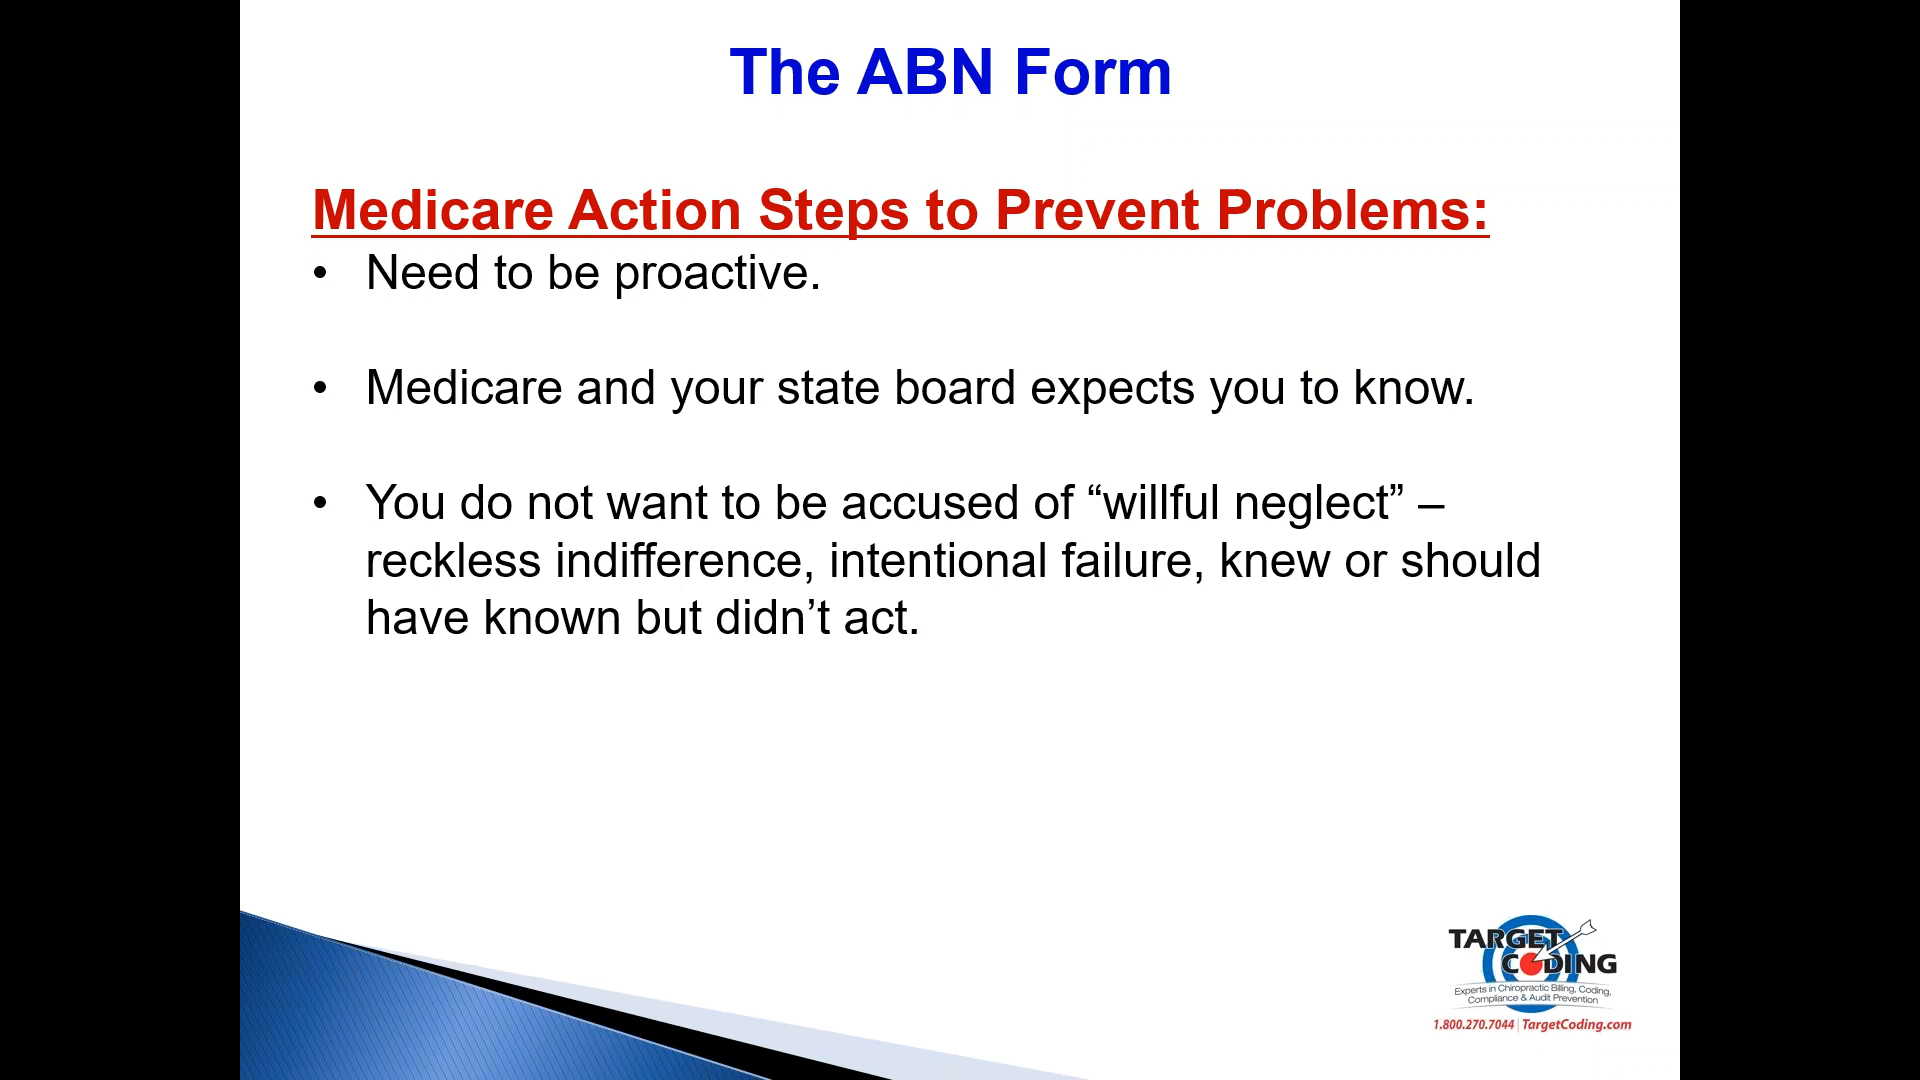 The ABN Form
Medicare Action Steps to Prevent Problems:
• Need to be proactive.
• Medicare and your state board expects you to know.
• You do not want to be accused of “willful neglect” –
reckless indifference, intentional failure, knew or should
have known but didn’t act.
TARGET
CODING
Experts in Chiropractic Billing, Coding,
Compliance & Audit Prevention
1.800.270.7044 | TargetCoding.com